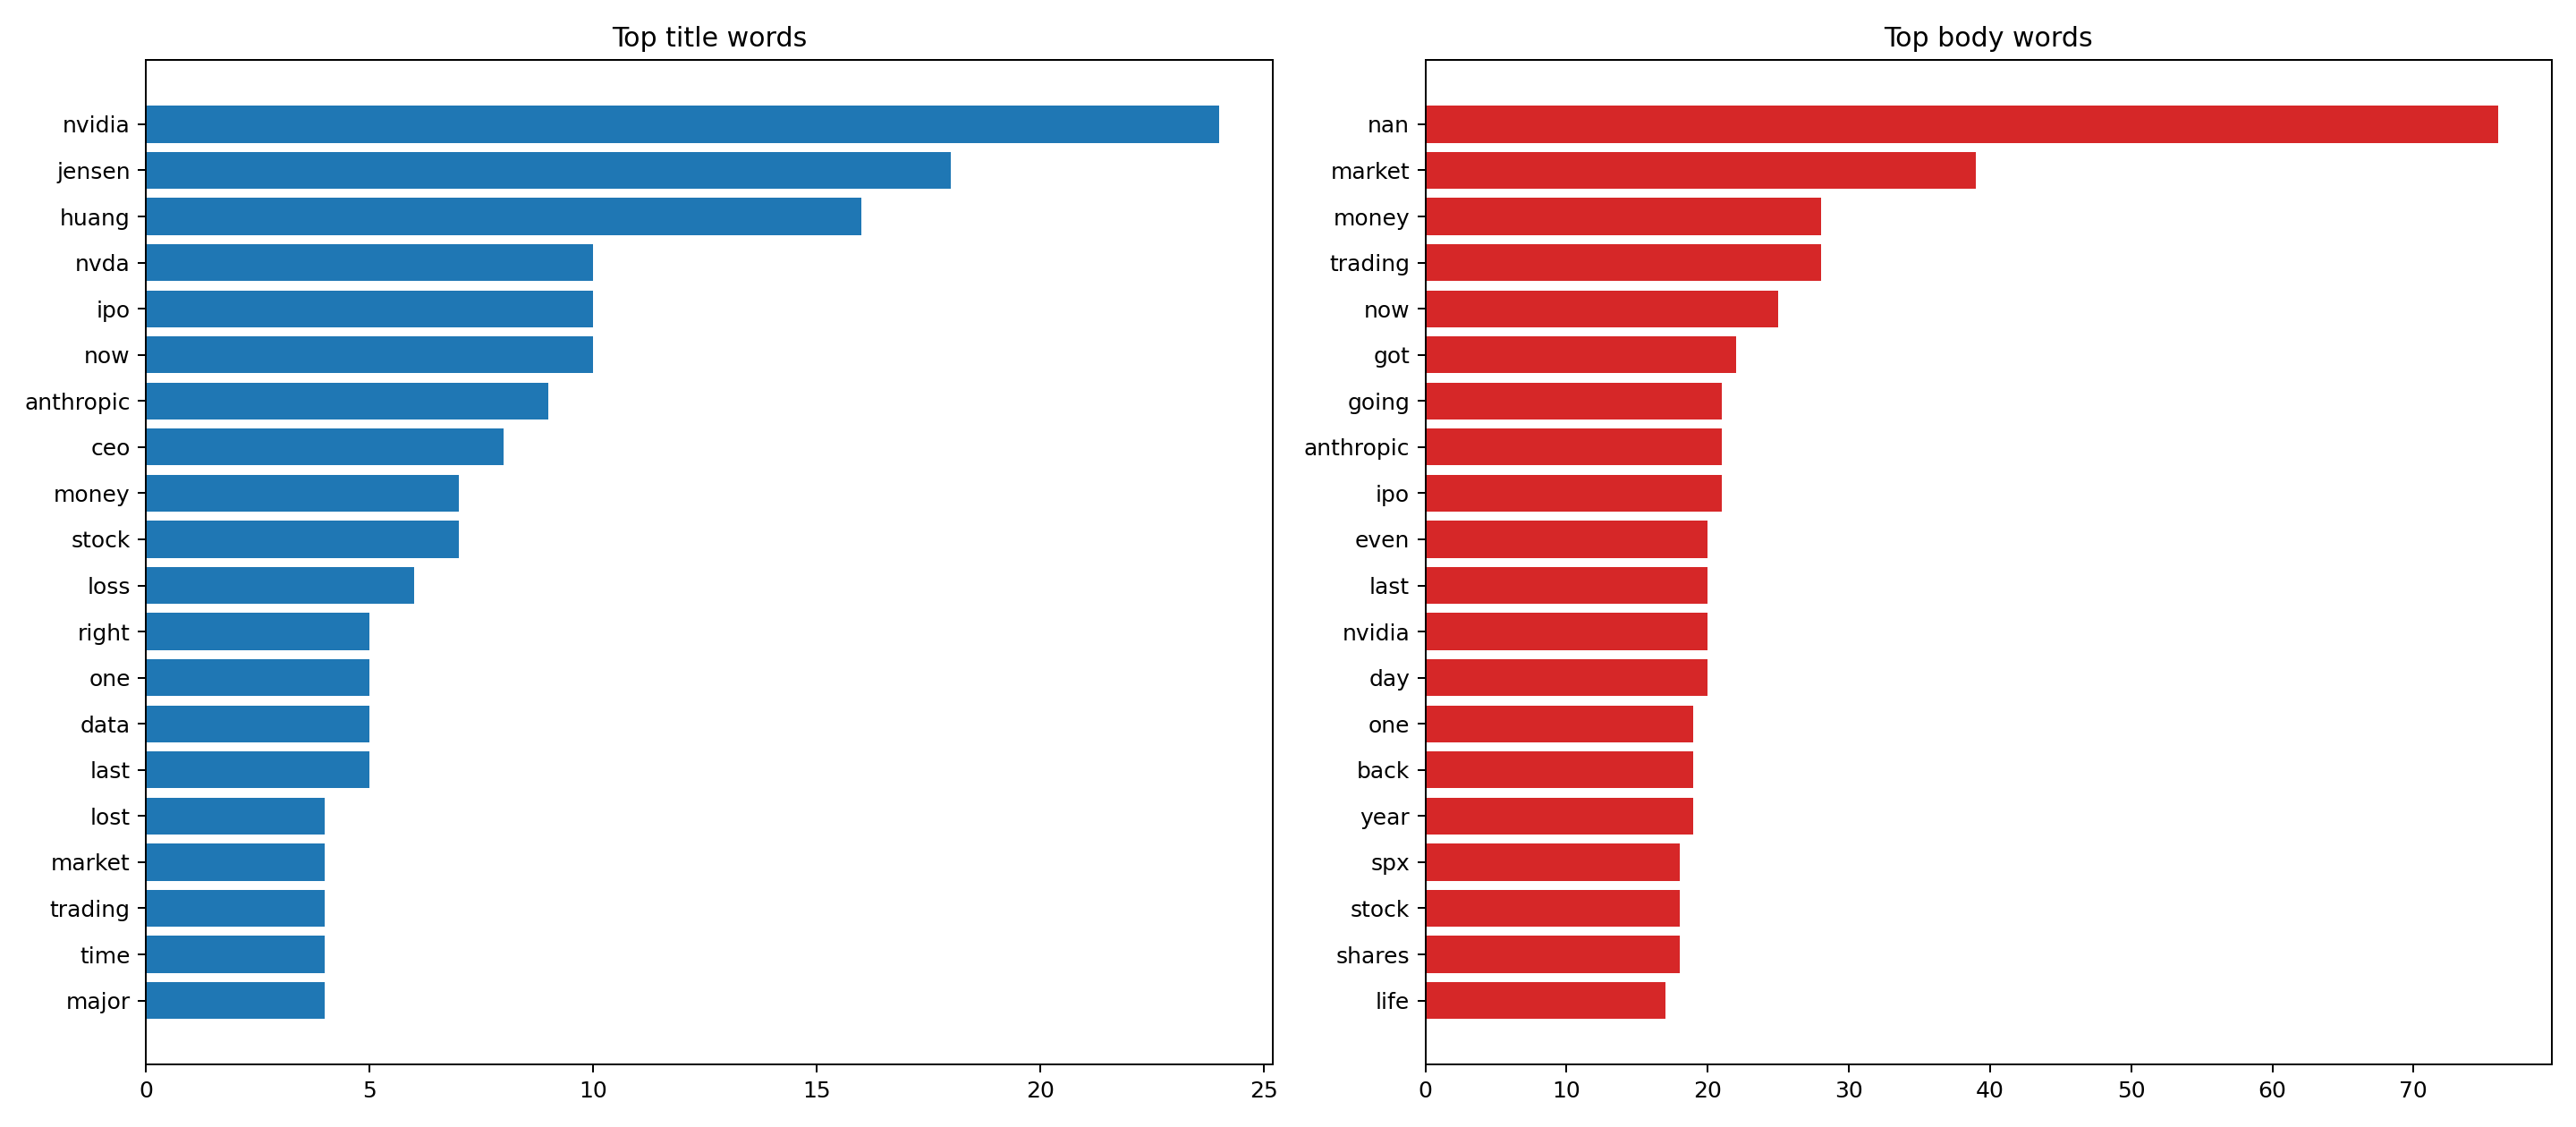 Top title words
nvidia
jensen
huang
nvda
ipo
now
anthropic
ceo
money
stock
loss
right
one
data
last
lost
market
trading
time
major
0 5 10 15 20 25
Top body words
nan
market
money
trading
now
got
going
anthropic
ipo
even
last
nvidia
day
one
back
year
spx
stock
shares
life
0 10 20 30 40 50 60 70